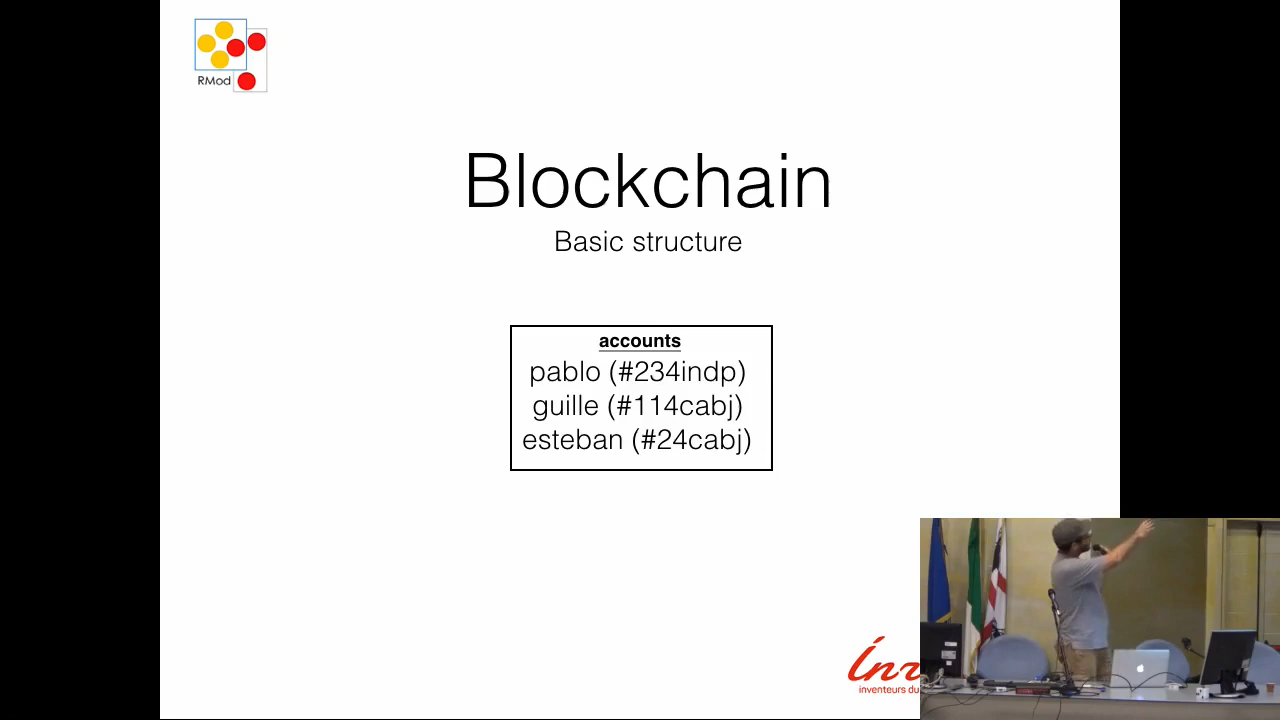 RMod
Blockchain
Basic structure
accounts
pablo (#234indp)
guille (#114cabj)
esteban (#24cabj)
inventeurs du